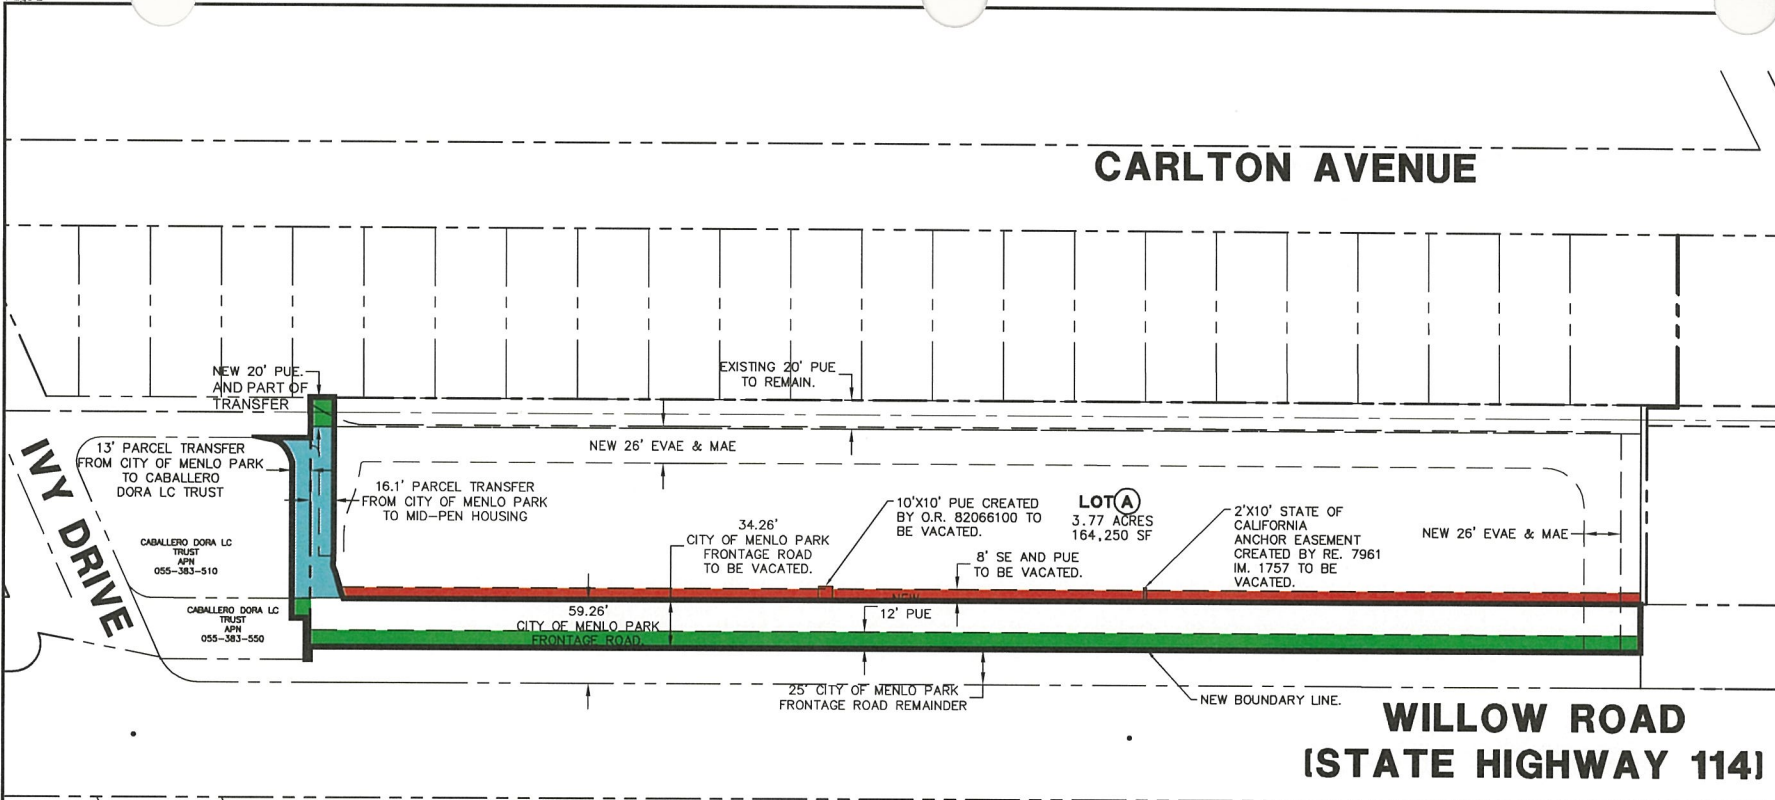 CARLTON AVENUE
NEW 20' PUE.
AND PART OF
TRANSFER
EXISTING 20' PUE
TO REMAIN.
IVY DRIVE
13' PARCEL TRANSFER
FROM CITY OF MENLO PARK
TO CABALLERO
DORA LC TRUST
NEW 26' EVAE & MAE
16.1' PARCEL TRANSFER
FROM CITY OF MENLO PARK
TO MID-PEN HOUSING
34.26'
CITY OF MENLO PARK
FRONTAGE ROAD
TO BE VACATED.
10'X10' PUE CREATED
BY O.R. 82066100 TO
BE VACATED.
LOT A
3.77 ACRES
164,250 SF
8' SE AND PUE
TO BE VACATED.
2'X10' STATE OF
CALIFORNIA
ANCHOR EASEMENT
CREATED BY RE. 7961
IM. 1757 TO BE
VACATED.
NEW 26' EVAE & MAE
CABALLERO DORA LC
TRUST
APN
055-383-510
CABALLERO DORA LC
TRUST
APN
055-383-550
NEW
12' PUE
59.26'
CITY OF MENLO PARK
FRONTAGE ROAD.
25' CITY OF MENLO PARK
FRONTAGE ROAD REMAINDER
NEW BOUNDARY LINE.
WILLOW ROAD
(STATE HIGHWAY 114)